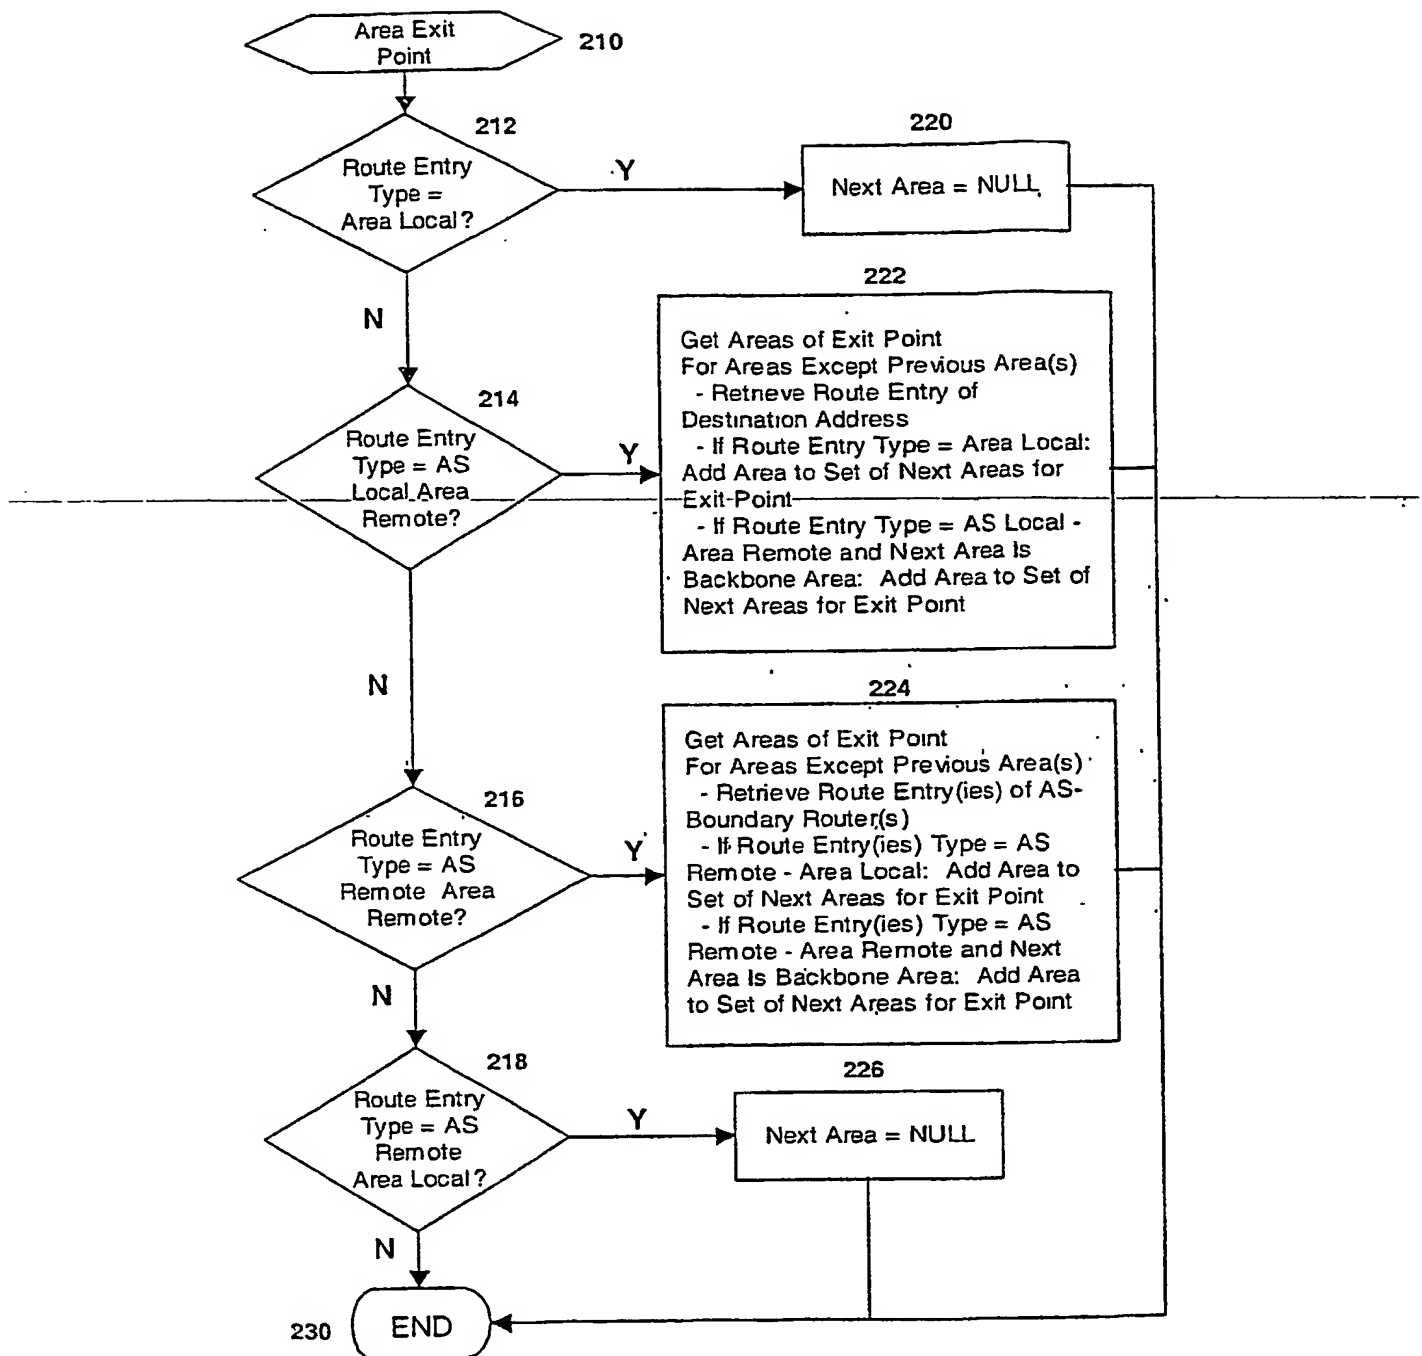 Area Exit
Point
210
212
Route Entry
Type =
Area Local?
Y
220
Next Area = NULL
N
214
Route Entry
Type = AS
Local Area
Remote?
Y
222
Get Areas of Exit Point
For Areas Except Previous Area(s)
- Retrieve Route Entry of
Destination Address
- If Route Entry Type = Area Local:
Add Area to Set of Next Areas for
Exit Point
- If Route Entry Type = AS Local -
Area Remote and Next Area Is
Backbone Area: Add Area to Set of
Next Areas for Exit Point
N
216
Route Entry
Type = AS
Remote Area
Remote?
Y
224
Get Areas of Exit Point
For Areas Except Previous Area(s)
- Retrieve Route Entry(ies) of AS-
Boundary Router(s)
- If Route Entry(ies) Type = AS
Remote - Area Local: Add Area to
Set of Next Areas for Exit Point
- If Route Entry(ies) Type = AS
Remote - Area Remote and Next
Area Is Backbone Area: Add Area
to Set of Next Areas for Exit Point
N
218
Route Entry
Type = AS
Remote
Area Local?
Y
226
Next Area = NULL
N
230
END